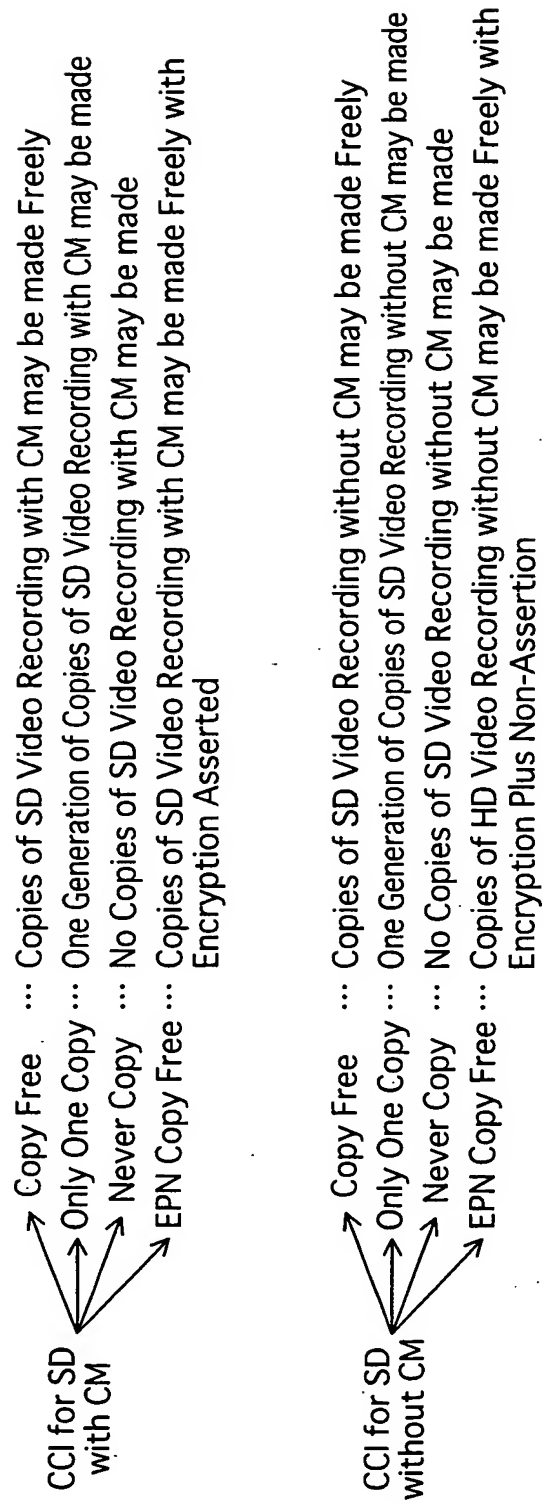 CCI for SD
with CM
Copy Free ... Copies of SD Video Recording with CM may be made Freely
Only One Copy ... One Generation of Copies of SD Video Recording with CM may be made
Never Copy ... No Copies of SD Video Recording with CM may be made
EPN Copy Free ... Copies of SD Video Recording with CM may be made Freely with
Encryption Asserted
CCI for SD
without CM
Copy Free ... Copies of SD Video Recording without CM may be made Freely
Only One Copy ... One Generation of Copies of SD Video Recording without CM may be made
Never Copy ... No Copies of SD Video Recording without CM may be made
EPN Copy Free ... Copies of HD Video Recording without CM may be made Freely with
Encryption Plus Non-Assertion